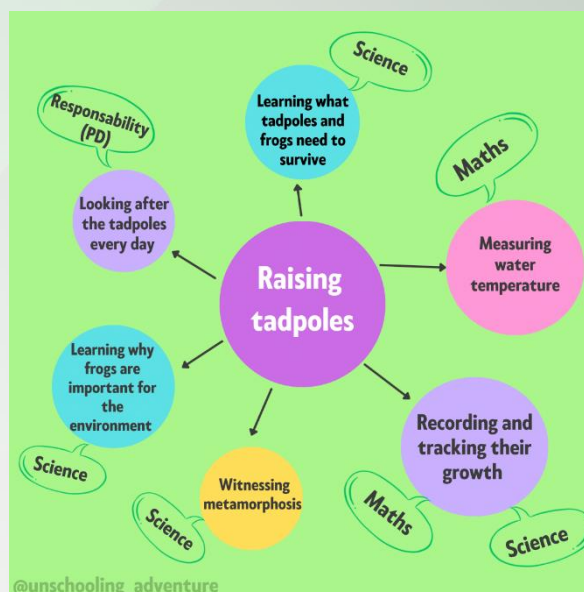 Science
Learning what
tadpoles and
frogs need to
survive
Responsability
(PD)
Looking after
the tadpoles
every day
Maths
Measuring
water
temperature
Raising
tadpoles
Learning why
frogs are
important for
the
environment
Science
Witnessing
metamorphosis
Science
Recording and
tracking their
growth
Maths
Science
@unschooling_adventure